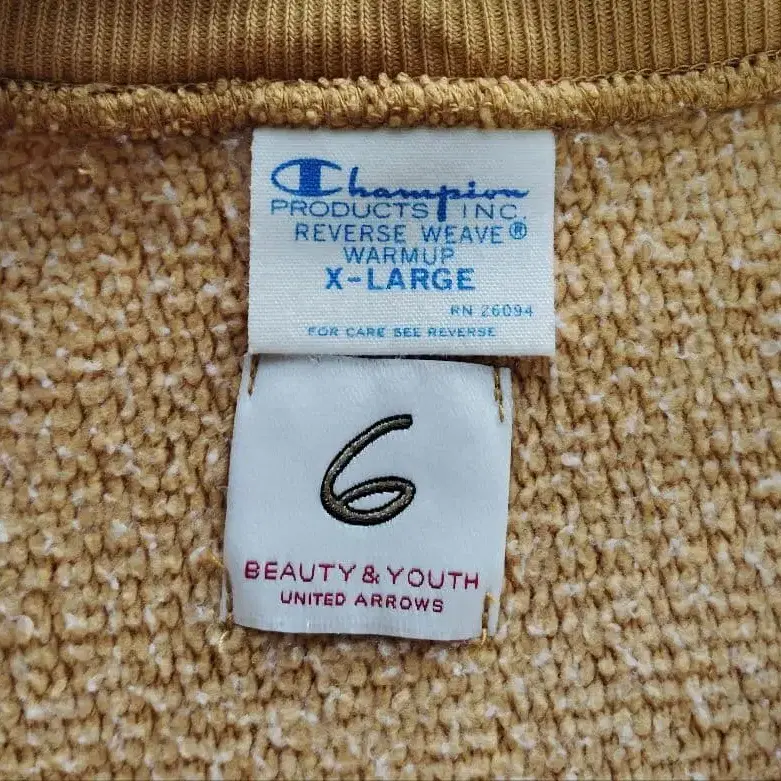 Champion
PRODUCTS INC.
REVERSE WEAVE®
WARMUP
X-LARGE
RN 26094
FOR CARE SEE REVERSE
6
BEAUTY & YOUTH
UNITED ARROWS